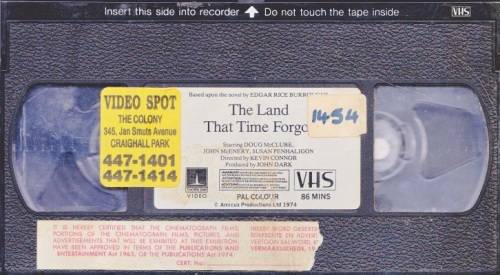 Insert this side into recorder ↑ Do not touch the tape inside
VHS
VIDEO SPOT
THE COLONY
345, Jan Smuts Avenue
CRAIGHALL PARK
447-1401
447-1414
Based upon the novel by EDGAR RICE
The Land
That Time Forgo
1454
Starring DOUG McCLURE,
JOHN McENERY, SUSAN PENHALIGON
Directed by KEVIN CONNOR
Produced by JOHN DARK
VIDEO
VHS
PAL COLOUR
86 MINS
© Amicus Productions Ltd 1974
IT IS HEREBY CERTIFIED THAT THE CINEMATOGRAPH FILMS,
PORTIONS OF THE CINEMATOGRAPH FILMS, PICTURES, AND
ADVERTISEMENTS THAT WILL BE EXHIBITED AT THIS EXHIBITION
HAVE BEEN APPROVED IN TERMS OF THE PUBLICATIONS AND
ENTERTAINMENT Act 1963, OR THE PUBLICATIONS Act 1974.
CERT.